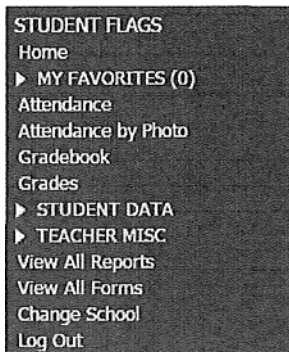 STUDENT FLAGS
Home
▶ MY FAVORITES (0)
Attendance
Attendance by Photo
Gradebook
Grades
▶ STUDENT DATA
▶ TEACHER MISC
View All Reports
View All Forms
Change School
Log Out